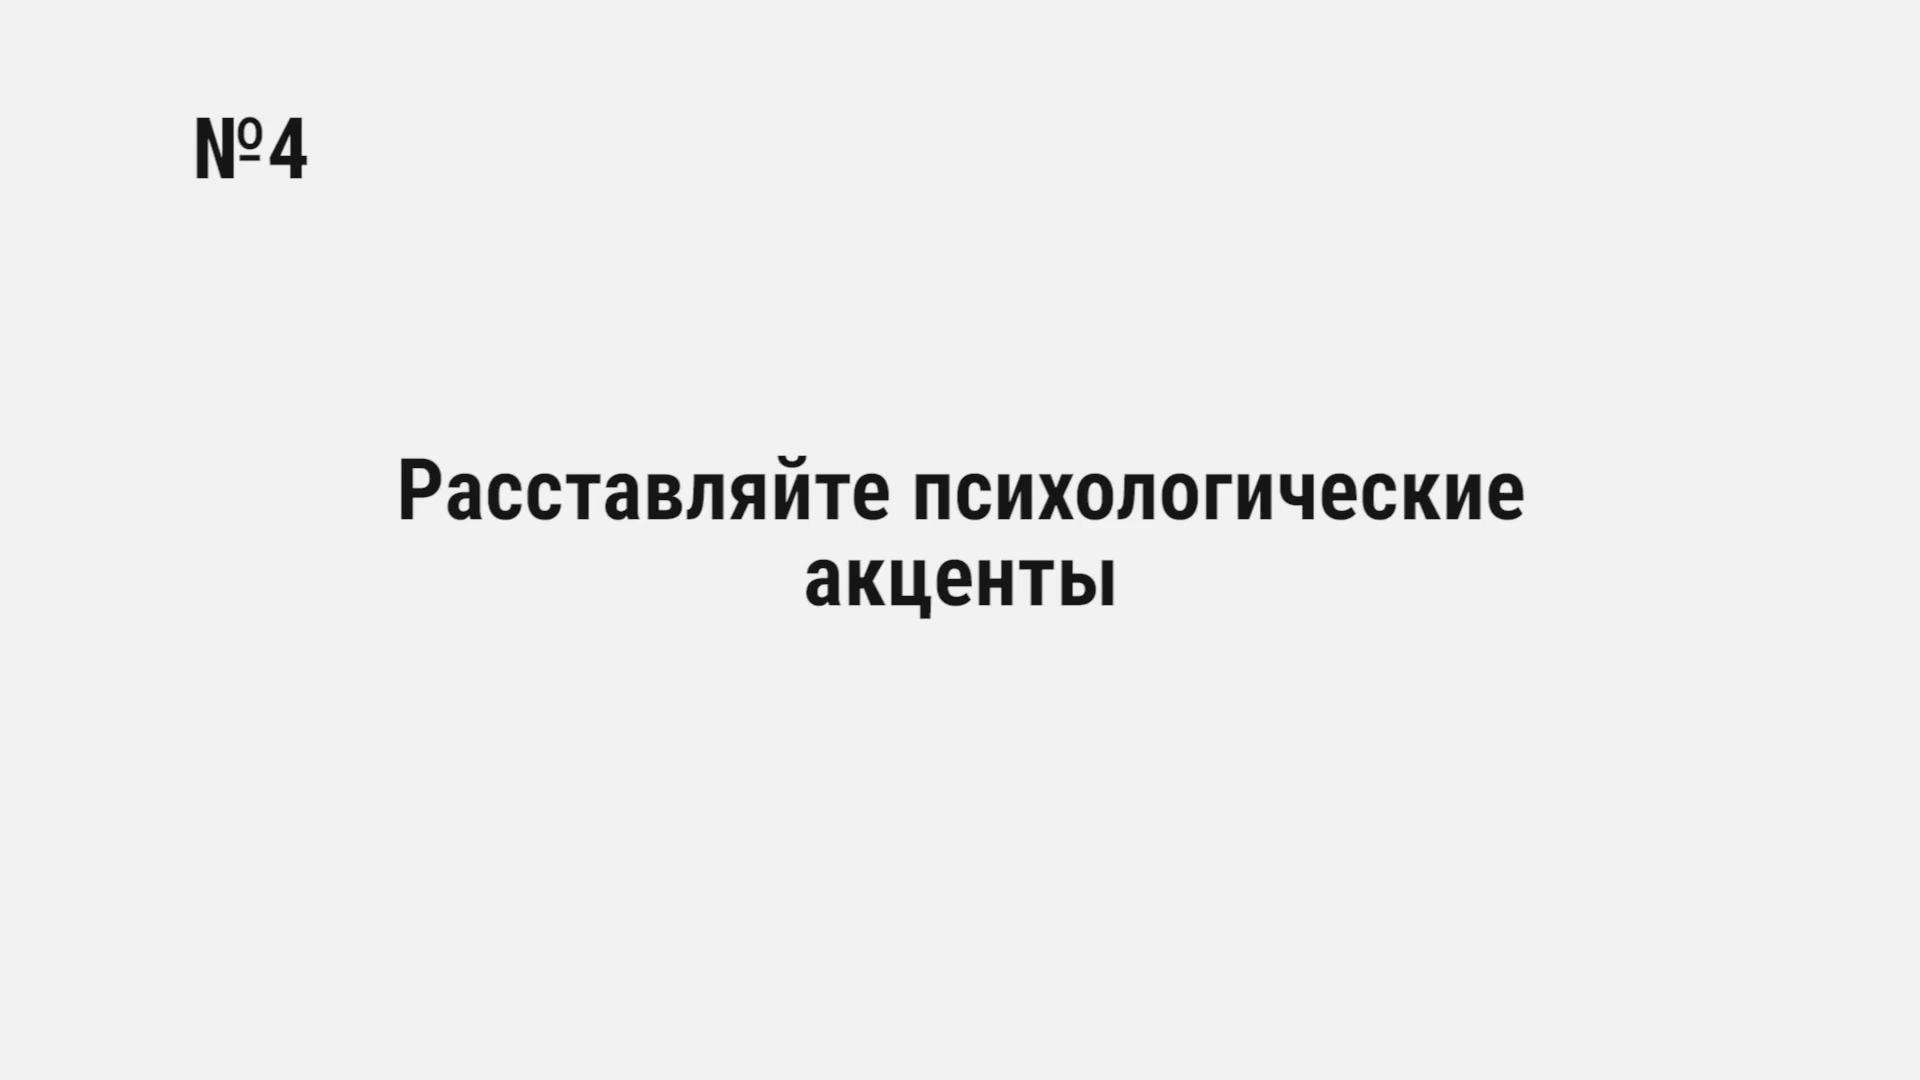 №4
Расставляйте психологические
акценты